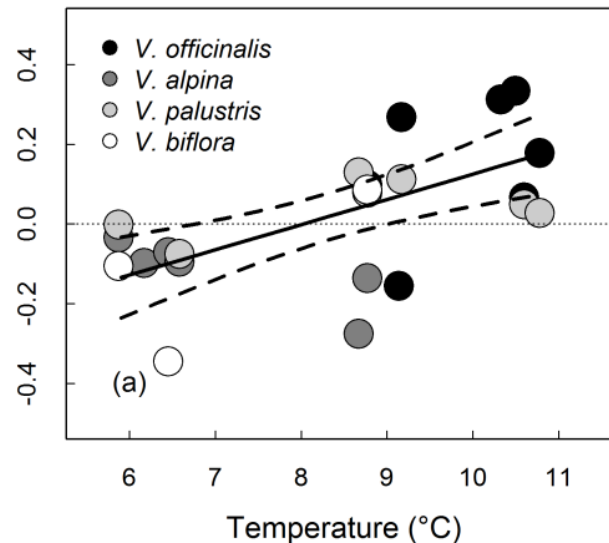 V. officinalis
V. alpina
V. palustris
V. biflora
0.4
0.2
0.0
-0.2
-0.4
(a)
6 7 8 9 10 11
Temperature (°C)